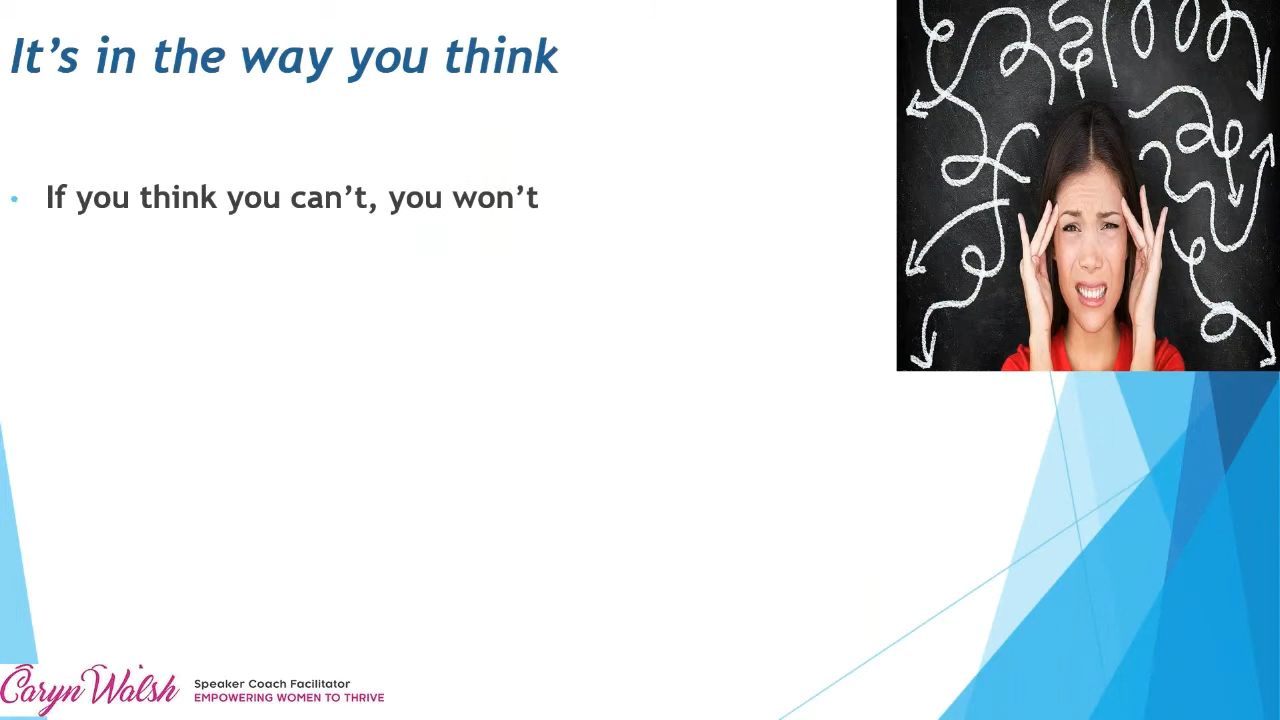 It’s in the way you think
• If you think you can’t, you won’t
Caryn Walsh
Speaker Coach Facilitator
EMPOWERING WOMEN TO THRIVE